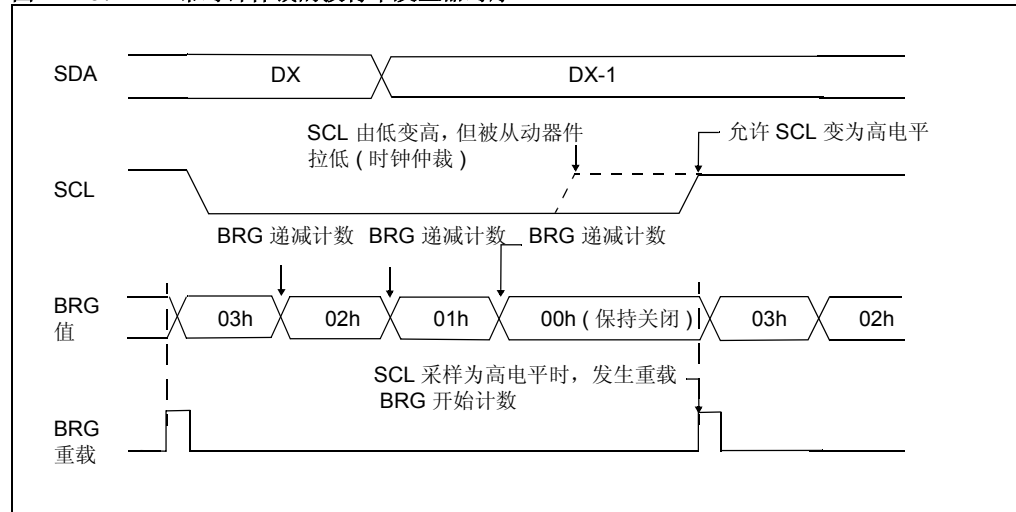 SDA
DX
DX-1
SCL 由低变高，但被从动器件
拉低 ( 时钟仲裁 )
允许 SCL 变为高电平
SCL
BRG 递减计数 BRG 递减计数 BRG 递减计数
BRG
值
03h
02h
01h
00h ( 保持关闭 )
03h
02h
SCL 采样为高电平时，发生重载
BRG 开始计数
BRG
重载